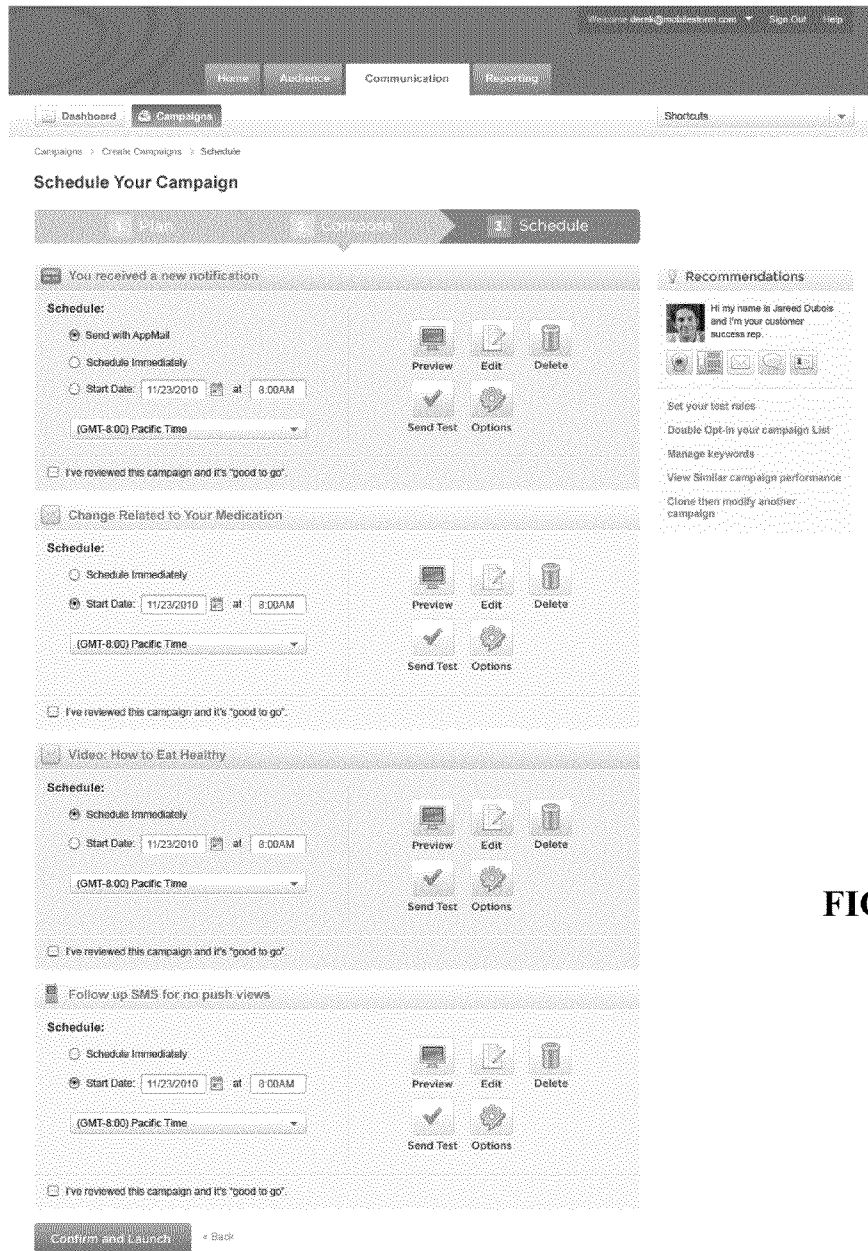 Welcome derek@mobilestorm.com Sign Out Help
Home Audience Communication Reporting
Dashboard Campaigns Shortcuts
Campaigns > Create Campaigns > Schedule
Schedule Your Campaign
1. Plan 2. Compose 3. Schedule
You received a new notification
Schedule:
Send with AppMail
Schedule Immediately
Start Date: 11/23/2010 at 8:00AM
(GMT-8:00) Pacific Time
Preview Edit Delete
Send Test Options
I've reviewed this campaign and it's "good to go".
Recommendations
Hi my name is Jareed Dubois
and I'm your customer
success rep.
Set your test rules
Double Opt-in your campaign List
Manage keywords
View Similar campaign performance
Clone then modify another
campaign
Change Related to Your Medication
Schedule:
Schedule Immediately
Start Date: 11/23/2010 at 8:00AM
(GMT-8:00) Pacific Time
Preview Edit Delete
Send Test Options
I've reviewed this campaign and it's "good to go".
Video: How to Eat Healthy
Schedule:
Schedule Immediately
Start Date: 11/23/2010 at 8:00AM
(GMT-8:00) Pacific Time
Preview Edit Delete
Send Test Options
I've reviewed this campaign and it's "good to go".
FIG
Follow up SMS for no push views
Schedule:
Schedule Immediately
Start Date: 11/23/2010 at 8:00AM
(GMT-8:00) Pacific Time
Preview Edit Delete
Send Test Options
I've reviewed this campaign and it's "good to go".
Confirm and Launch « Back